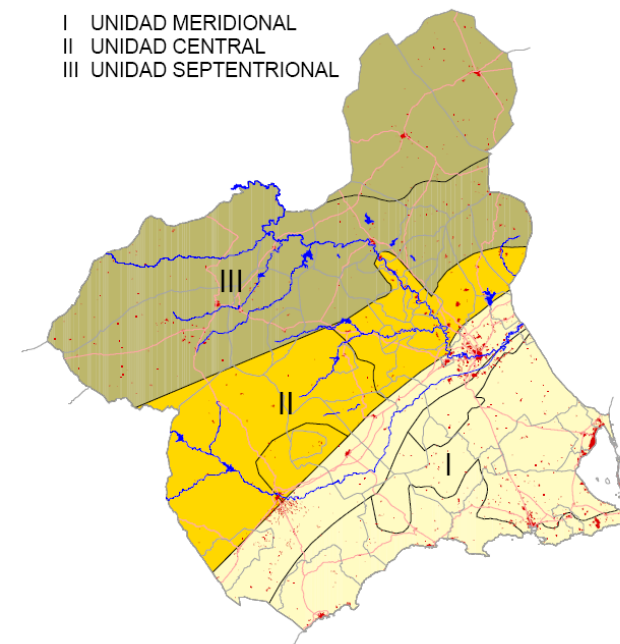 I UNIDAD MERIDIONAL
II UNIDAD CENTRAL
III UNIDAD SEPTENTRIONAL
III
II
I